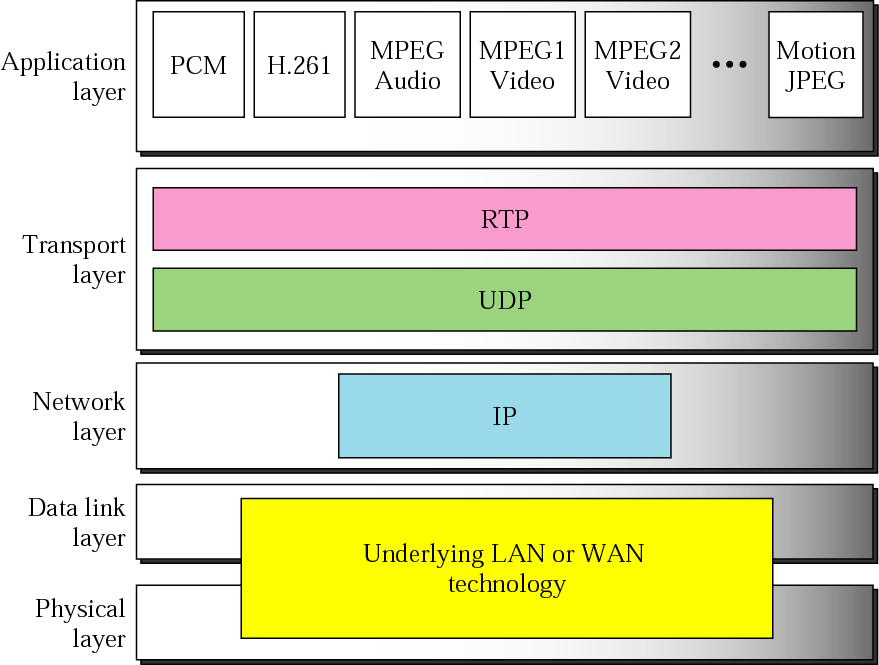 Application
layer
PCM
H.261
MPEG
Audio
MPEG1
Video
MPEG2
Video
•••
Motion
JPEG
Transport
layer
RTP
UDP
Network
layer
IP
Data link
layer
Underlying LAN or WAN
technology
Physical
layer